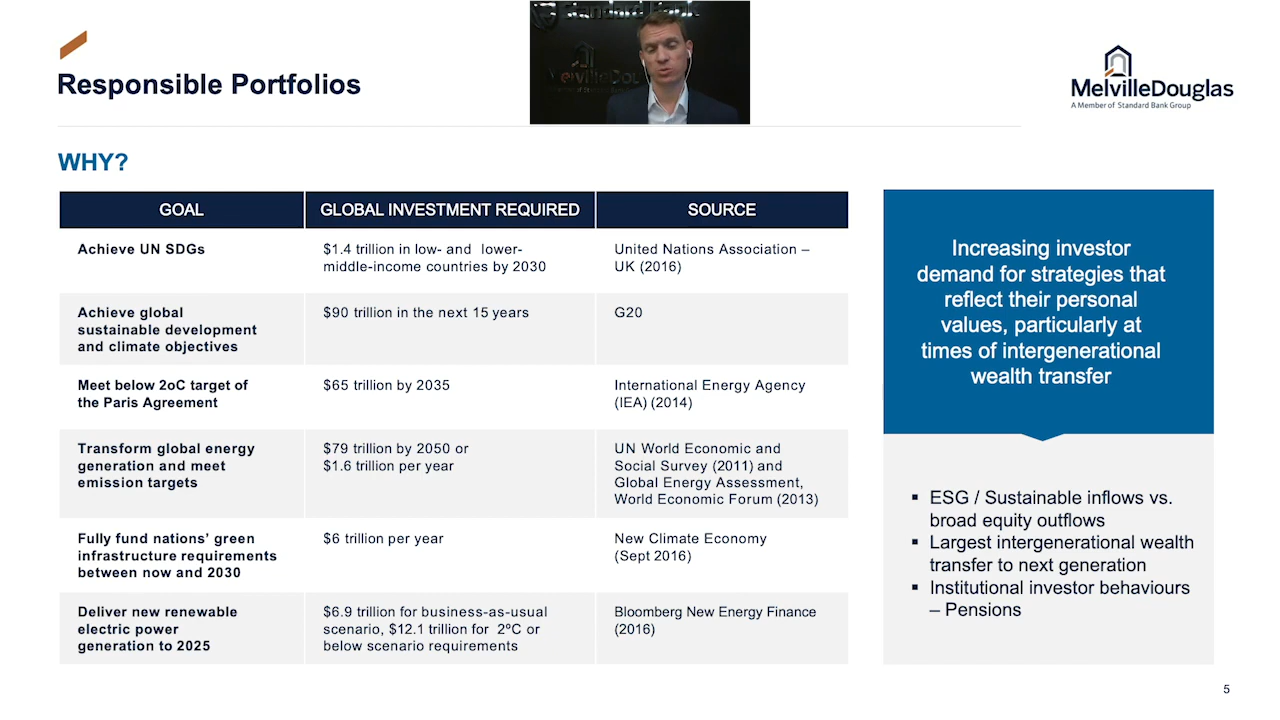 Responsible Portfolios
MelvilleDouglas
A Member of Standard Bank Group
WHY?
GOAL
GLOBAL INVESTMENT REQUIRED
SOURCE
Achieve UN SDGs
$1.4 trillion in low- and lower-
middle-income countries by 2030
United Nations Association –
UK (2016)
Achieve global
sustainable development
and climate objectives
$90 trillion in the next 15 years
G20
Meet below 2oC target of
the Paris Agreement
$65 trillion by 2035
International Energy Agency
(IEA) (2014)
Transform global energy
generation and meet
emission targets
$79 trillion by 2050 or
$1.6 trillion per year
UN World Economic and
Social Survey (2011) and
Global Energy Assessment,
World Economic Forum (2013)
Fully fund nations’ green
infrastructure requirements
between now and 2030
$6 trillion per year
New Climate Economy
(Sept 2016)
Deliver new renewable
electric power
generation to 2025
$6.9 trillion for business-as-usual
scenario, $12.1 trillion for 2ºC or
below scenario requirements
Bloomberg New Energy Finance
(2016)
Increasing investor
demand for strategies that
reflect their personal
values, particularly at
times of intergenerational
wealth transfer
▪ ESG / Sustainable inflows vs.
broad equity outflows
▪ Largest intergenerational wealth
transfer to next generation
▪ Institutional investor behaviours
– Pensions
5